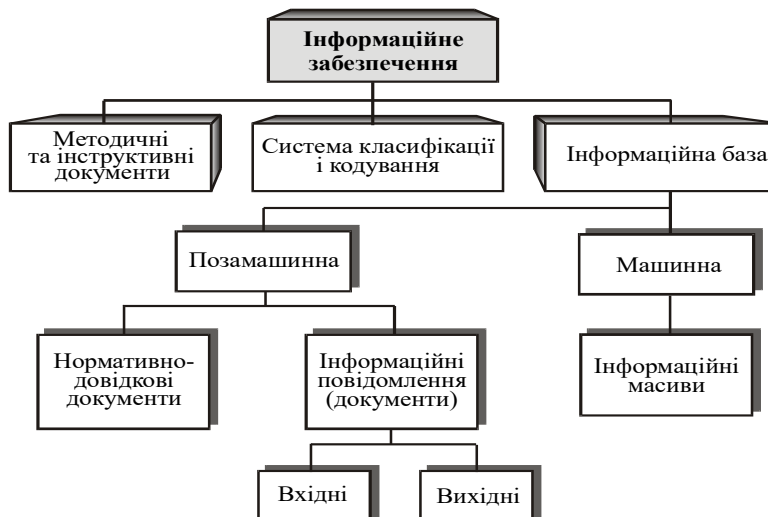 Інформаційне
забезпечення
Методичні
та інструктивні
документи
Система класифікації
і кодування
Інформаційна база
Позамашинна
Машинна
Нормативно-
довідкові
документи
Інформаційні
повідомлення
(документи)
Інформаційні
масиви
Вхідні
Вихідні